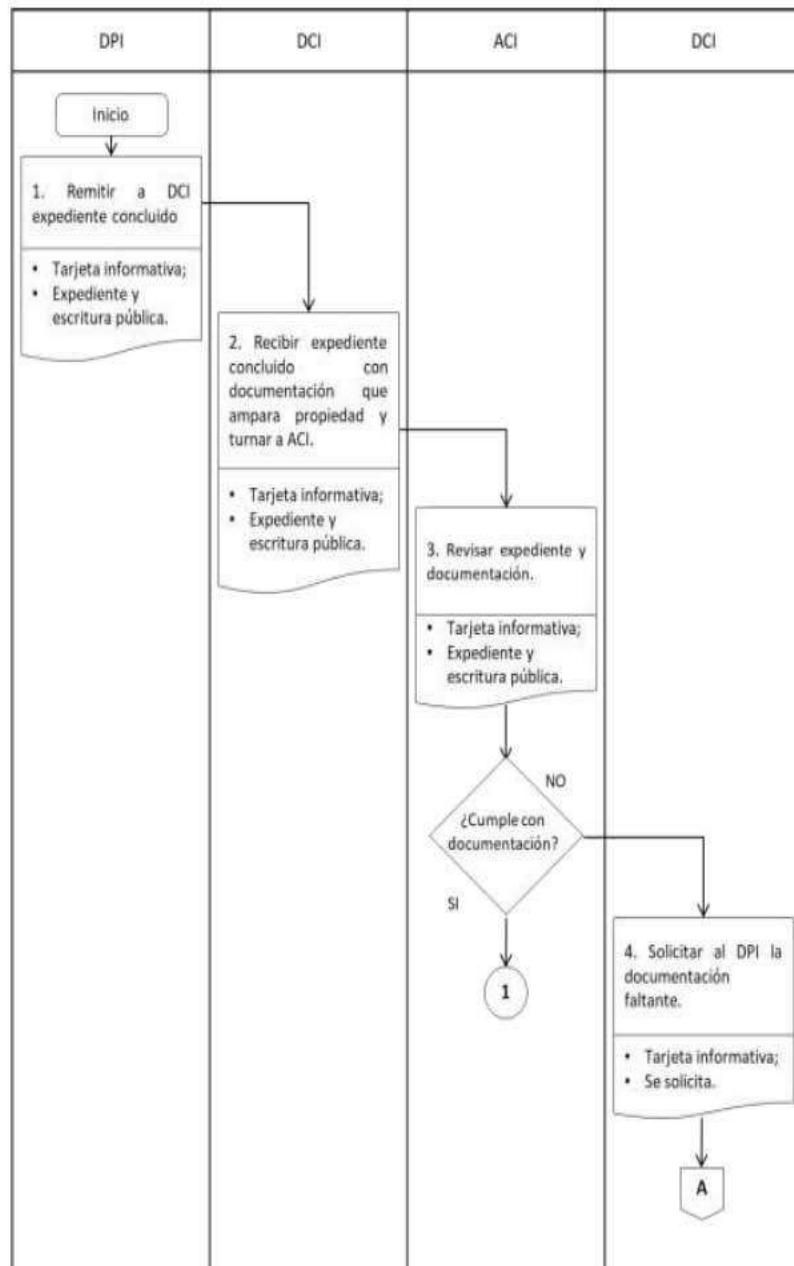 DPI
DCI
ACI
DCI
Inicio
1. Remitir a DCI
expediente concluido
• Tarjeta informativa;
• Expediente y
escritura pública.
2. Recibir expediente
concluido con
documentación que
ampara propiedad y
turnar a ACI.
• Tarjeta informativa;
• Expediente y
escritura pública.
3. Revisar expediente y
documentación.
• Tarjeta informativa;
• Expediente y
escritura pública.
NO
¿Cumple con
documentación?
SI
1
4. Solicitar al DPI la
documentación
faltante.
• Tarjeta informativa;
• Se solicita.
A